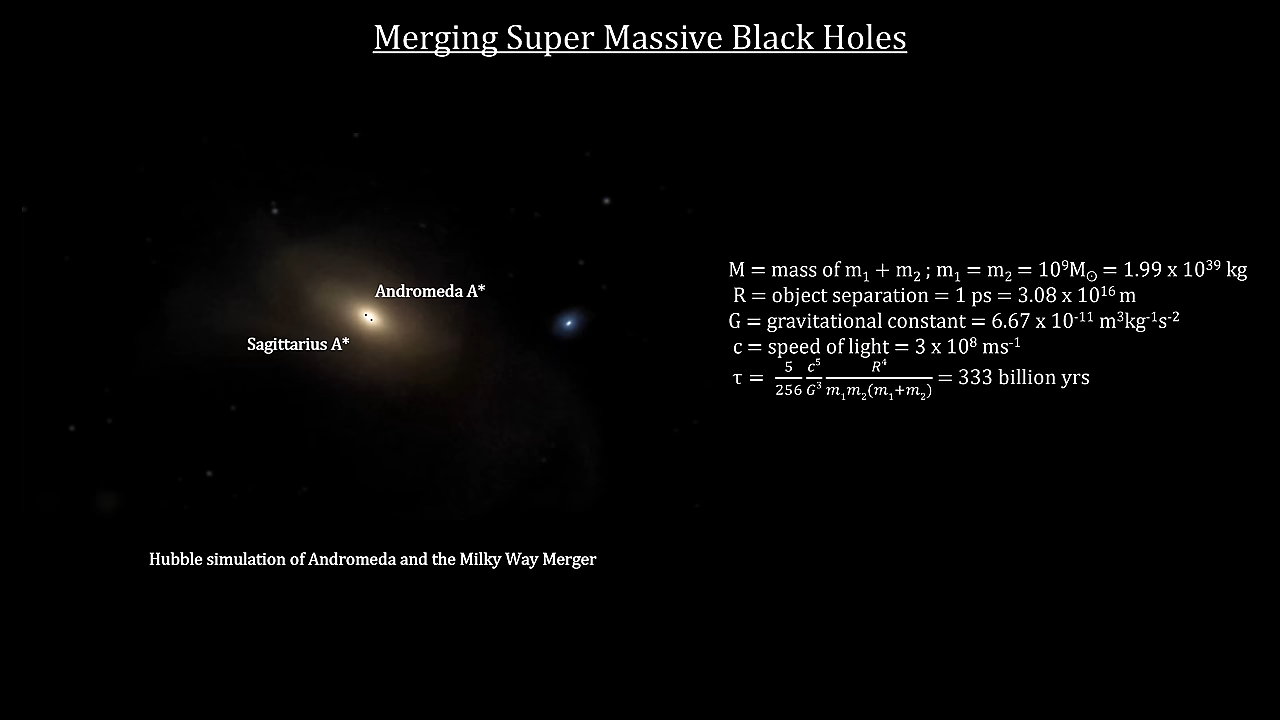 Merging Super Massive Black Holes
Andromeda A*
Sagittarius A*
Hubble simulation of Andromeda and the Milky Way Merger
M = mass of m₁ + m₂ ; m₁ = m₂ = 10⁹M☉ = 1.99 x 10³⁹ kg
R = object separation = 1 ps = 3.08 x 10¹⁶ m
G = gravitational constant = 6.67 x 10⁻¹¹ m³kg⁻¹s⁻²
c = speed of light = 3 x 10⁸ ms⁻¹
τ = 5/256 c⁵/G³ R⁴/m₁m₂(m₁+m₂) = 333 billion yrs